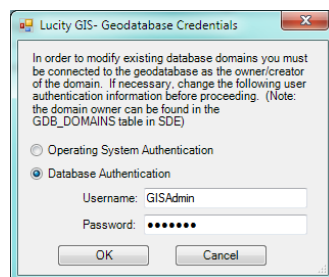 Lucity GIS- Geodatabase Credentials
In order to modify existing database domains you must
be connected to the geodatabase as the owner/creator
of the domain. If necessary, change the following user
authentication information before proceeding. (Note:
the domain owner can be found in the
GDB_DOMAINS table in SDE)
Operating System Authentication
Database Authentication
Username: GISAdmin
Password: •••••••
OK Cancel